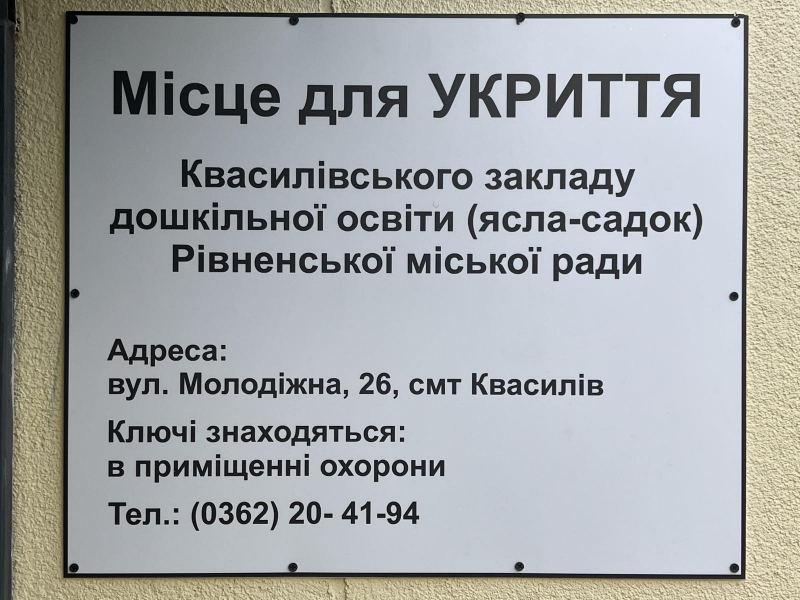 Місце для УКРИТТЯ
Квасилівського закладу
дошкільної освіти (ясла-садок)
Рівненської міської ради
Адреса:
вул. Молодіжна, 26, смт Квасилів
Ключі знаходяться:
в приміщенні охорони
Тел.: (0362) 20- 41-94